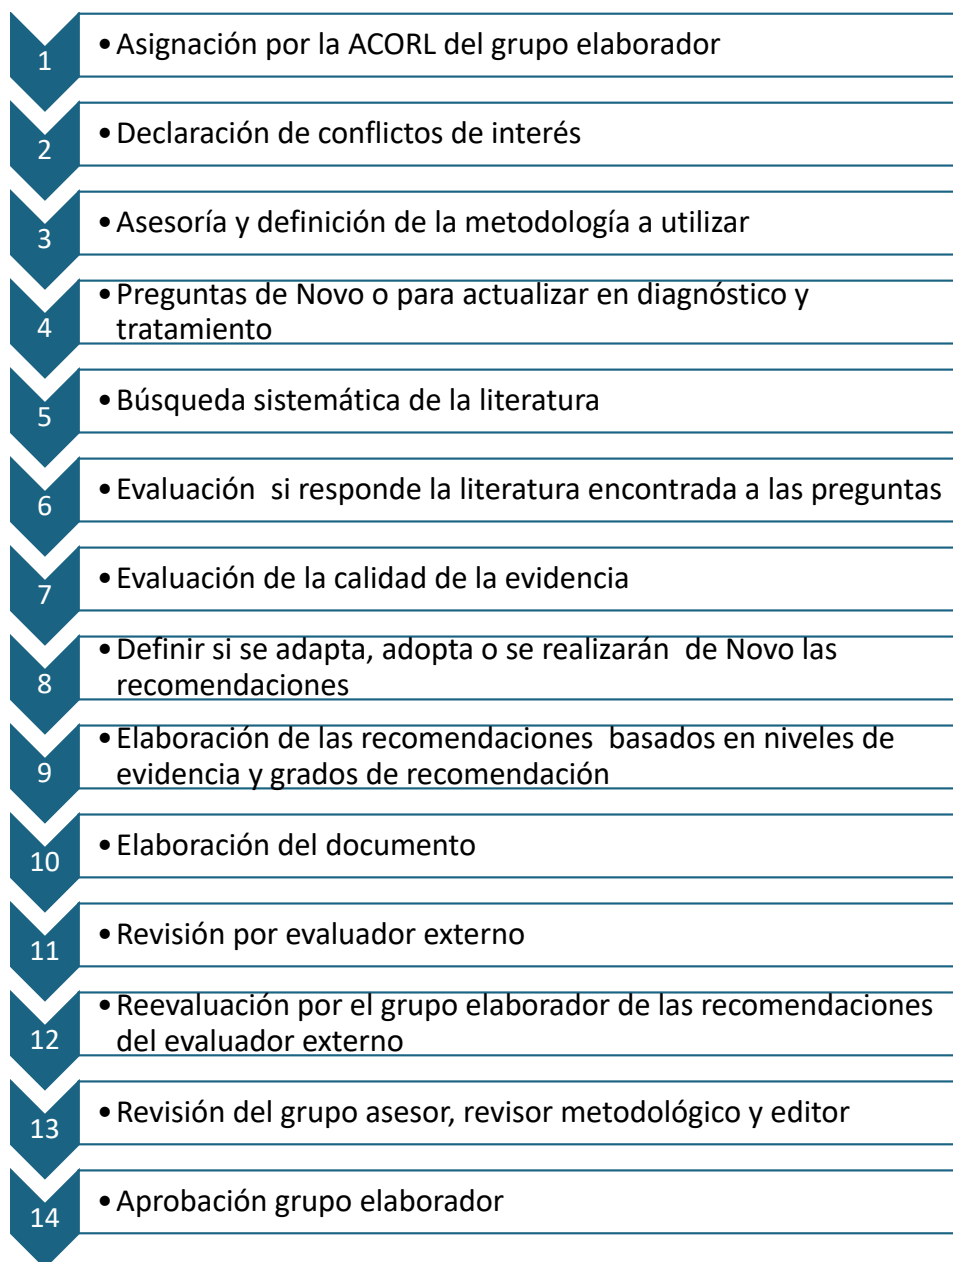 1
• Asignación por la ACORL del grupo elaborador
2
• Declaración de conflictos de interés
3
• Asesoría y definición de la metodología a utilizar
4
• Preguntas de Novo o para actualizar en diagnóstico y
tratamiento
5
• Búsqueda sistemática de la literatura
6
• Evaluación  si responde la literatura encontrada a las preguntas
7
• Evaluación de la calidad de la evidencia
8
• Definir si se adapta, adopta o se realizarán  de Novo las
recomendaciones
9
• Elaboración de las recomendaciones  basados en niveles de
evidencia y grados de recomendación
10
• Elaboración del documento
11
• Revisión por evaluador externo
12
• Reevaluación por el grupo elaborador de las recomendaciones
del evaluador externo
13
• Revisión del grupo asesor, revisor metodológico y editor
14
• Aprobación grupo elaborador